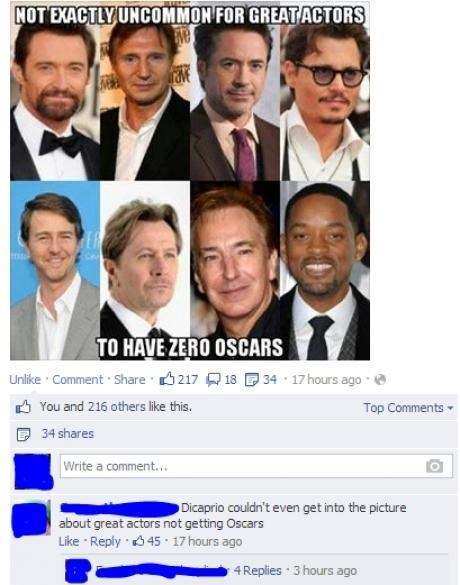 NOT EXACTLY UNCOMMON FOR GREAT ACTORS
TO HAVE ZERO OSCARS
Unlike · Comment · Share · 217 18 34 · 17 hours ago ·
You and 216 others like this.
Top Comments
34 shares
Write a comment...
Dicaprio couldn't even get into the picture
about great actors not getting Oscars
Like · Reply · 45 · 17 hours ago
4 Replies · 3 hours ago